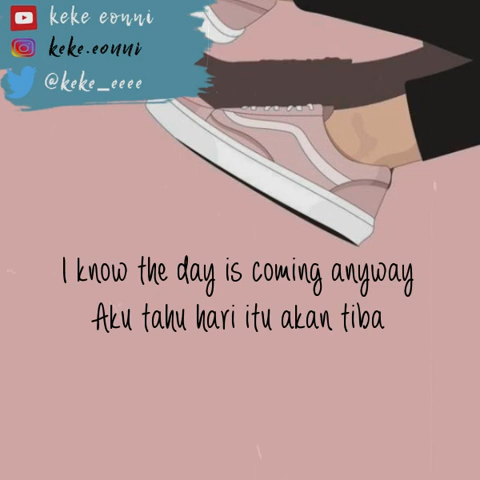 keke eonni
keke.eonni
@keke_eeee
I know the day is coming anyway
Aku tahu hari itu akan tiba